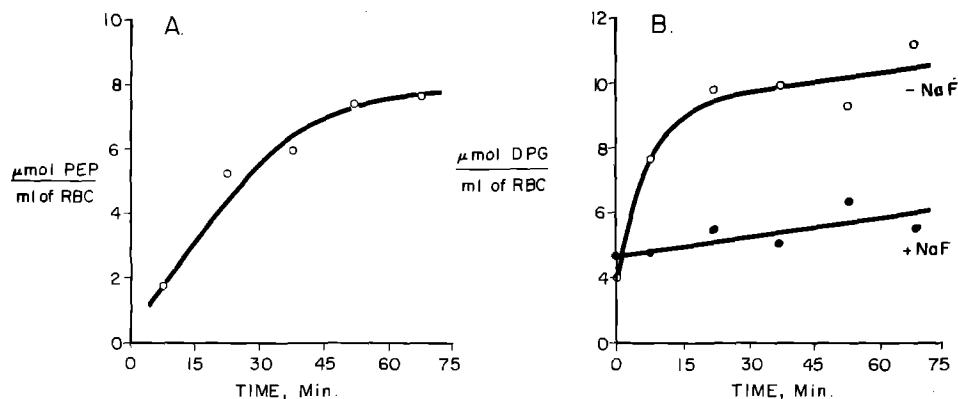 A.
10
8
6
4
2
0
μmol PEP
ml of RBC
0 15 30 45 60 75
TIME, Min.
B.
12
10
8
6
4
2
0
μmol DPG
ml of RBC
- NaF
+NaF
0 15 30 45 60 75
TIME, Min.